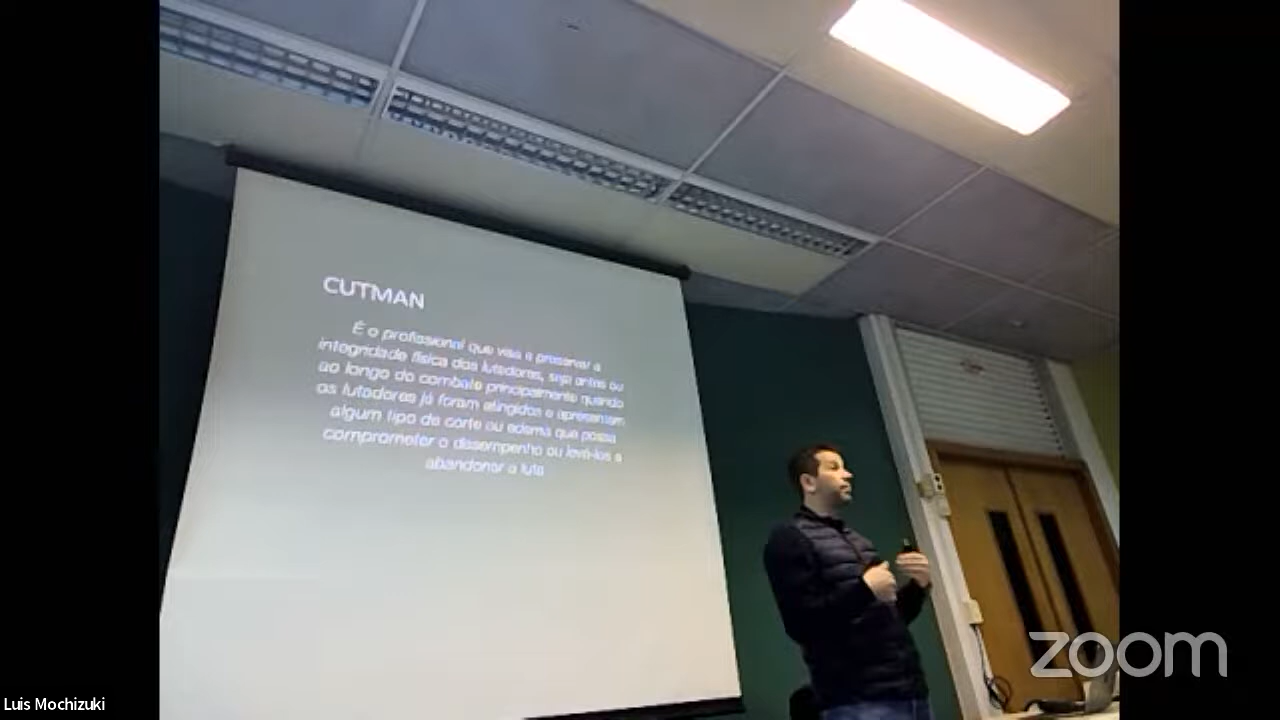 CUTMAN
É o profissional que visa a preservar a
integridade física dos lutadores, seja antes ou
ao longo do combate principalmente quando
os lutadores já foram atingidos e apresentam
algum tipo de corte ou edema que possa
comprometer o desempenho ou levá-los a
abandonar a luta
zoom
Luis Mochizuki